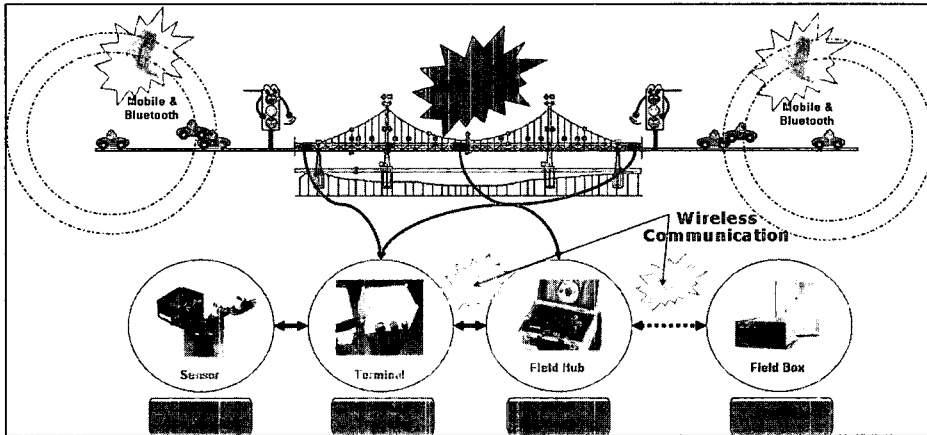 Mobile &
Bluetooth
Mobile &
Bluetooth
Wireless
Communication
Sensor
Terminal
Field Hub
Field Box